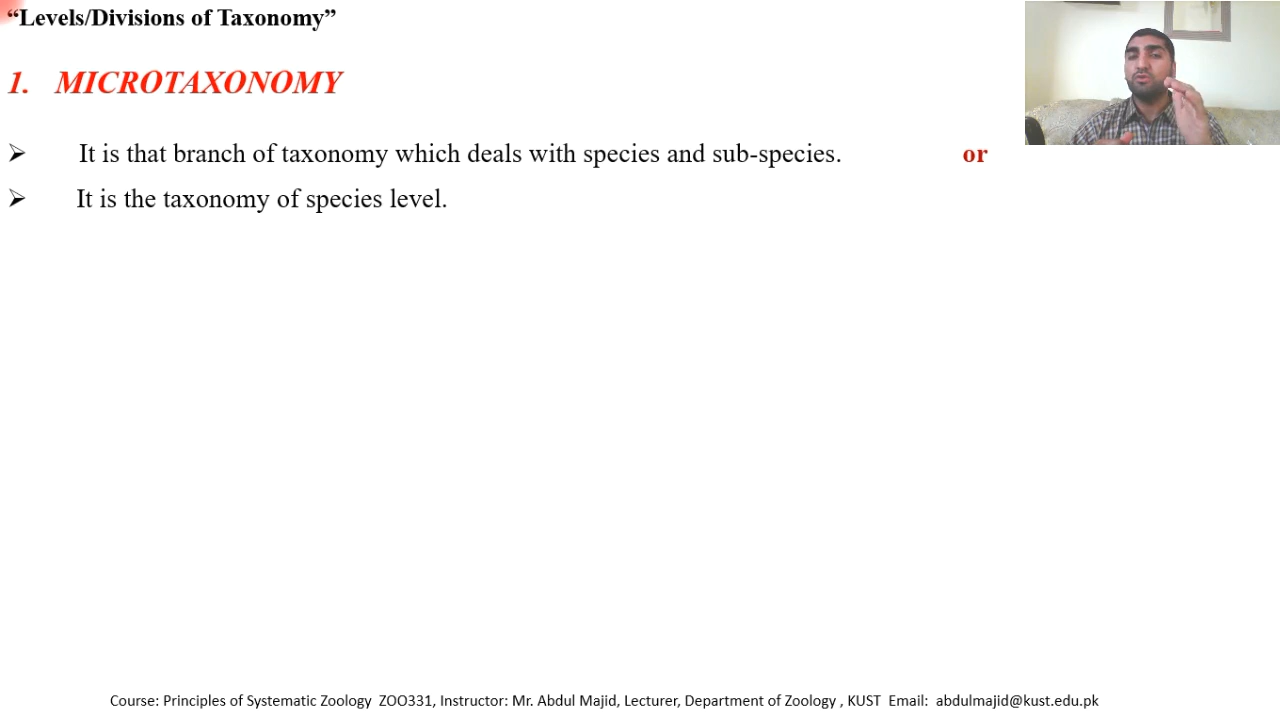 “Levels/Divisions of Taxonomy”
1. MICROTAXONOMY
➢ It is that branch of taxonomy which deals with species and sub-species. or
➢ It is the taxonomy of species level.
Course: Principles of Systematic Zoology ZOO331, Instructor: Mr. Abdul Majid, Lecturer, Department of Zoology , KUST Email: abdulmajid@kust.edu.pk